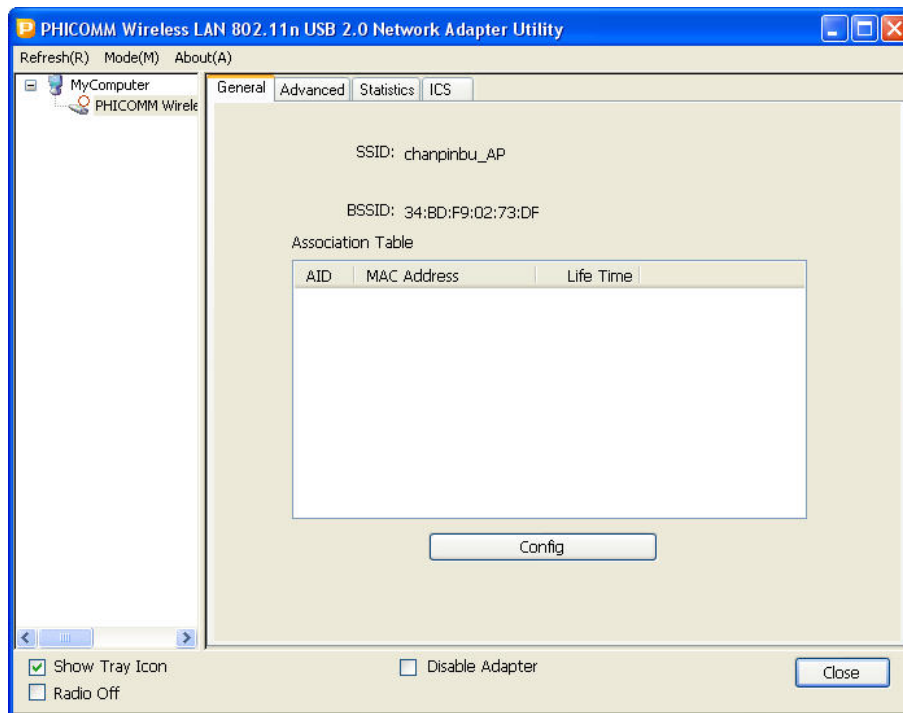 PHICOMM Wireless LAN 802.11n USB 2.0 Network Adapter Utility
Refresh(R) Mode(M) About(A)
MyComputer
PHICOMM Wirele
General Advanced Statistics ICS
SSID: chanpinbu_AP
BSSID: 34:BD:F9:02:73:DF
Association Table
AID MAC Address Life Time
Config
Show Tray Icon
Radio Off
Disable Adapter
Close